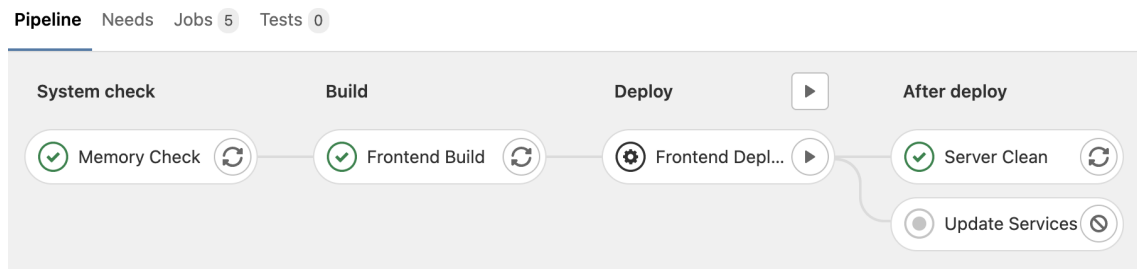 Pipeline Needs Jobs 5 Tests 0
System check Build Deploy After deploy
Memory Check Frontend Build Frontend Depl... Server Clean
Update Services